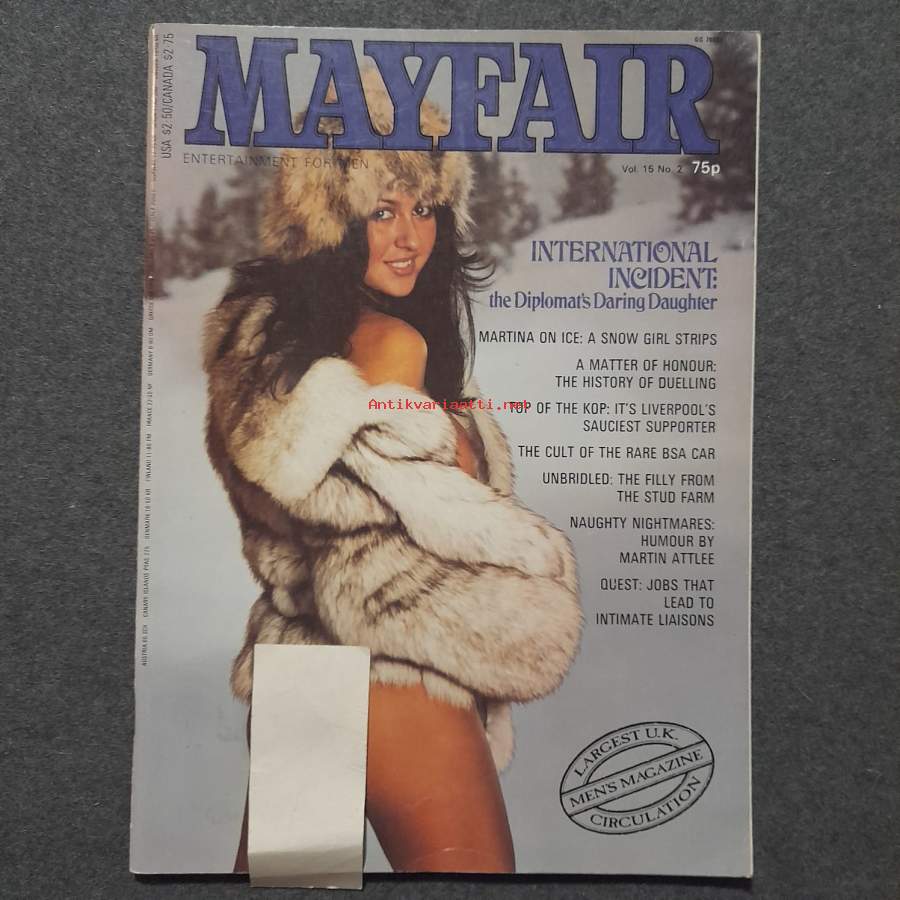 MAYFAIR
ENTERTAINMENT FOR MEN
Vol. 15 No. 2 75p
USA $2·50/CANADA $2·75
INTERNATIONAL
INCIDENT:
the Diplomat's Daring Daughter
MARTINA ON ICE: A SNOW GIRL STRIPS
A MATTER OF HONOUR:
THE HISTORY OF DUELLING
TOP OF THE KOP: IT'S LIVERPOOL'S
SAUCIEST SUPPORTER
Antikvariaatti.net
THE CULT OF THE RARE BSA CAR
UNBRIDLED: THE FILLY FROM
THE STUD FARM
NAUGHTY NIGHTMARES:
HUMOUR BY
MARTIN ATTLEE
QUEST: JOBS THAT
LEAD TO
INTIMATE LIAISONS
LARGEST U.K.
MEN'S MAGAZINE
CIRCULATION